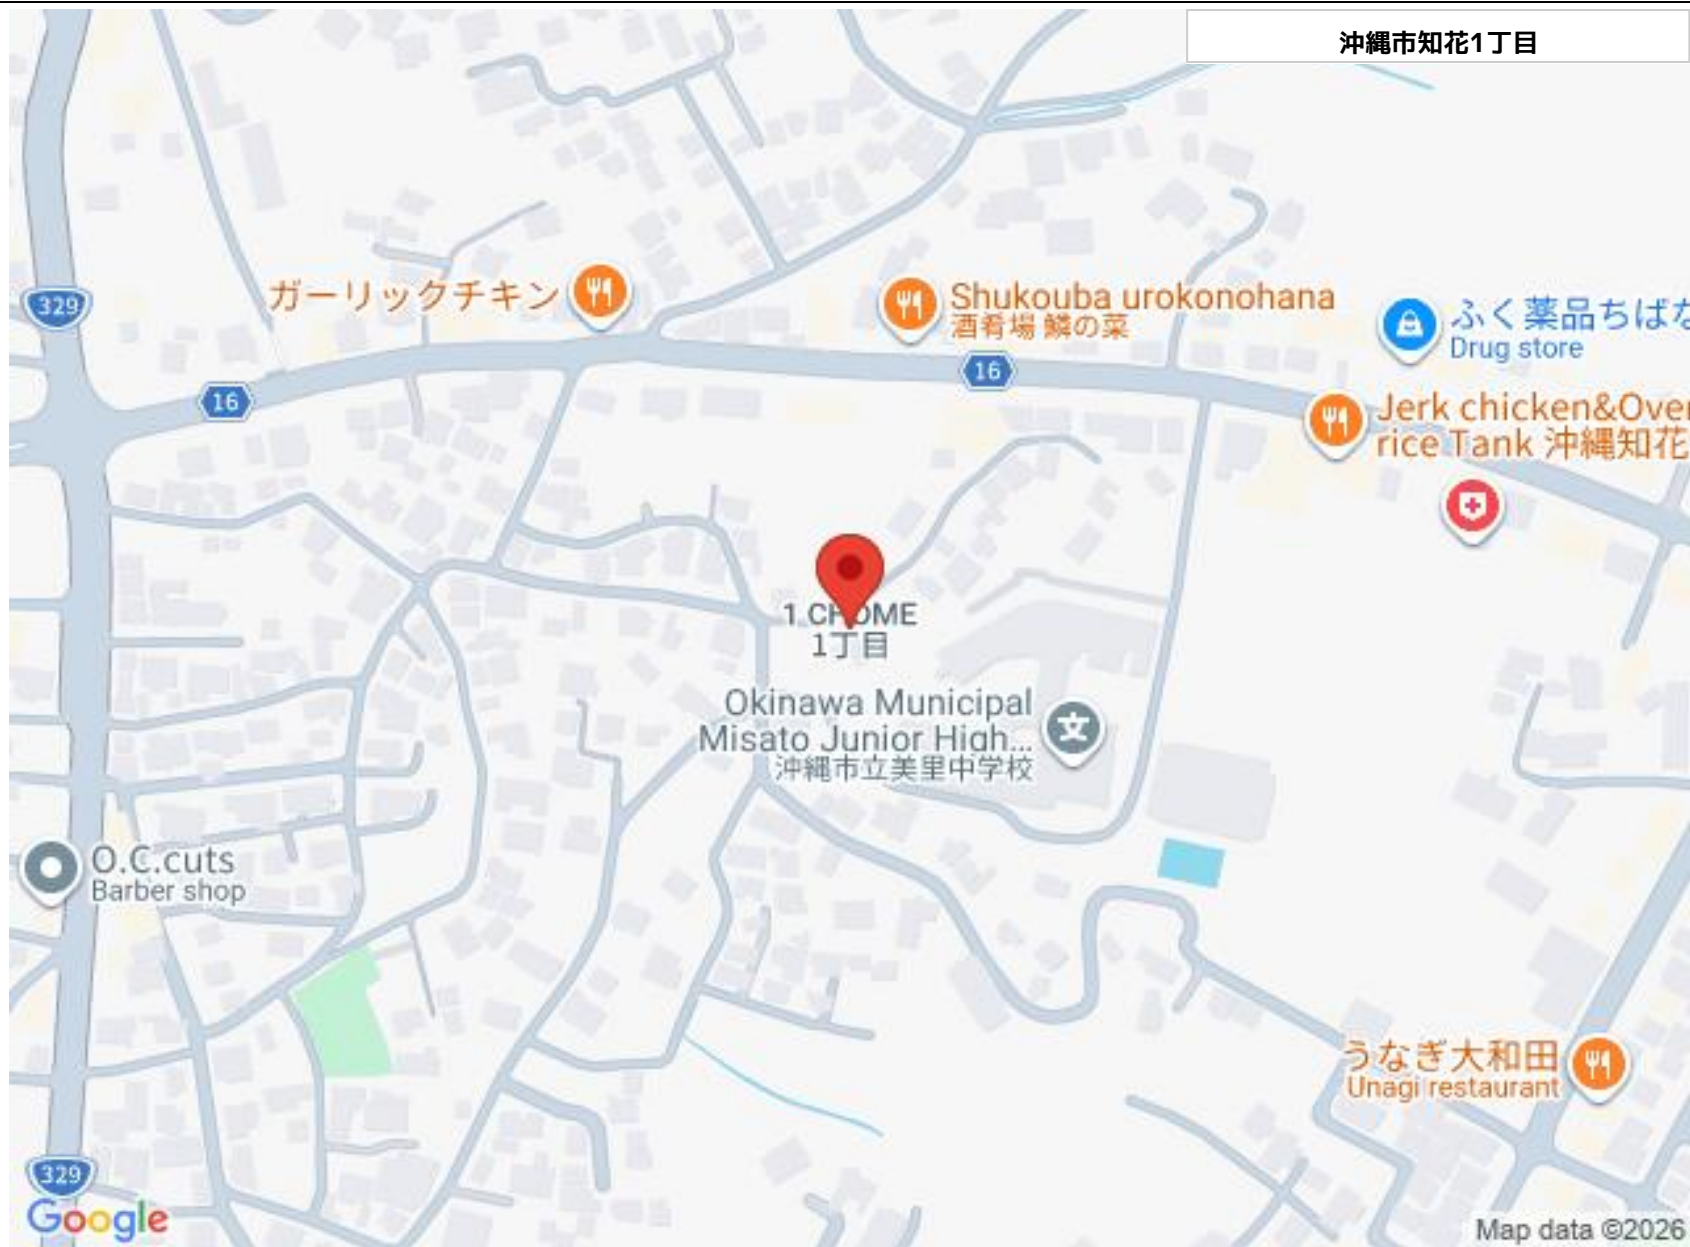 沖縄市知花1丁目
329
ガーリックチキン
Shukouba urokonohana
酒肴場 鱗の菜
ふく薬品ちばな
Drug store
16
16
Jerk chicken&Over
rice Tank 沖縄知花
1 CHOME
1丁目
Okinawa Municipal
Misato Junior High...
沖縄市立美里中学校
文
O.C.cuts
Barber shop
うなぎ大和田
Unagi restaurant
329
Google
Map data ©2026